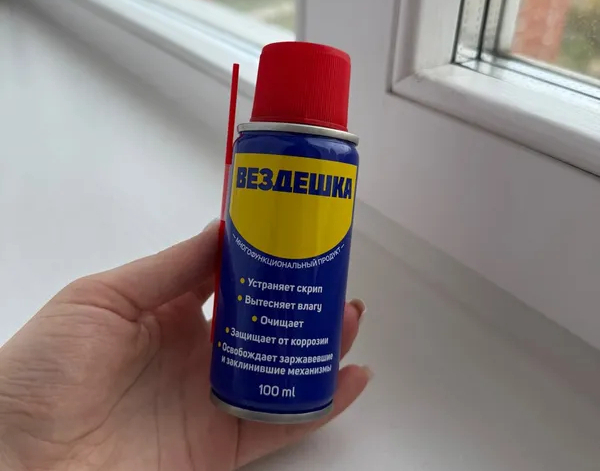 ВЕЗДЕШКА
МНОГОФУНКЦИОНАЛЬНЫЙ ПРОДУКТ
• Устраняет скрип
• Вытесняет влагу
• Очищает
• Защищает от коррозии
• Освобождает заржавевшие
и заклинившие механизмы
100 ml